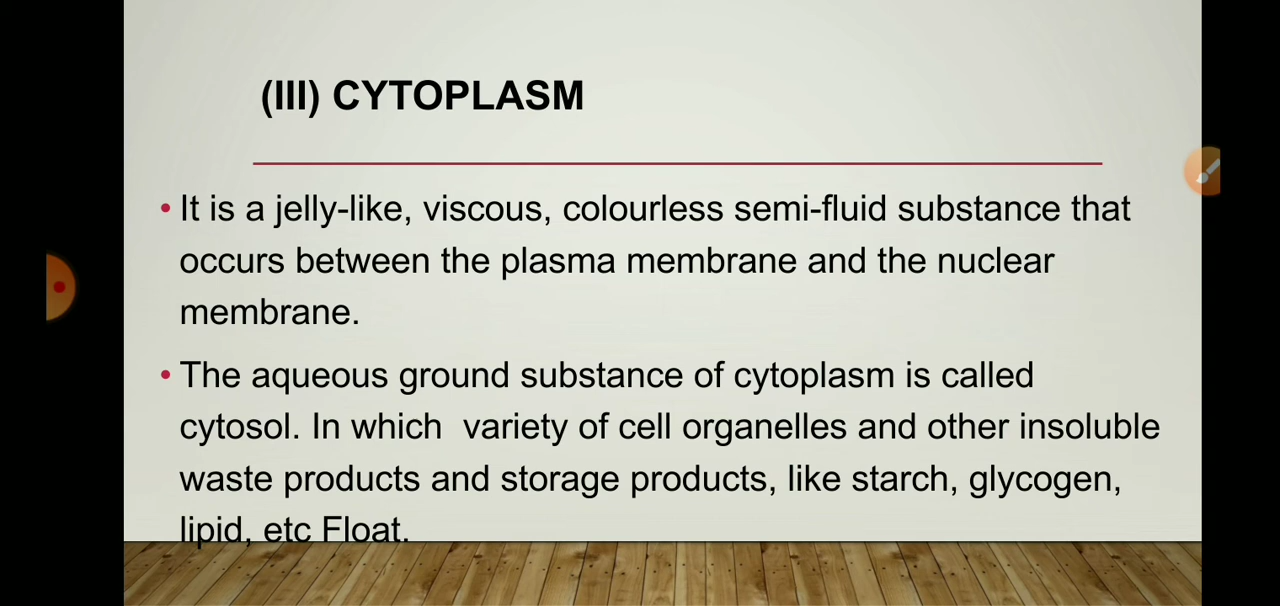 (III) CYTOPLASM
• It is a jelly-like, viscous, colourless semi-fluid substance that
occurs between the plasma membrane and the nuclear
membrane.
• The aqueous ground substance of cytoplasm is called
cytosol. In which  variety of cell organelles and other insoluble
waste products and storage products, like starch, glycogen,
lipid, etc Float.